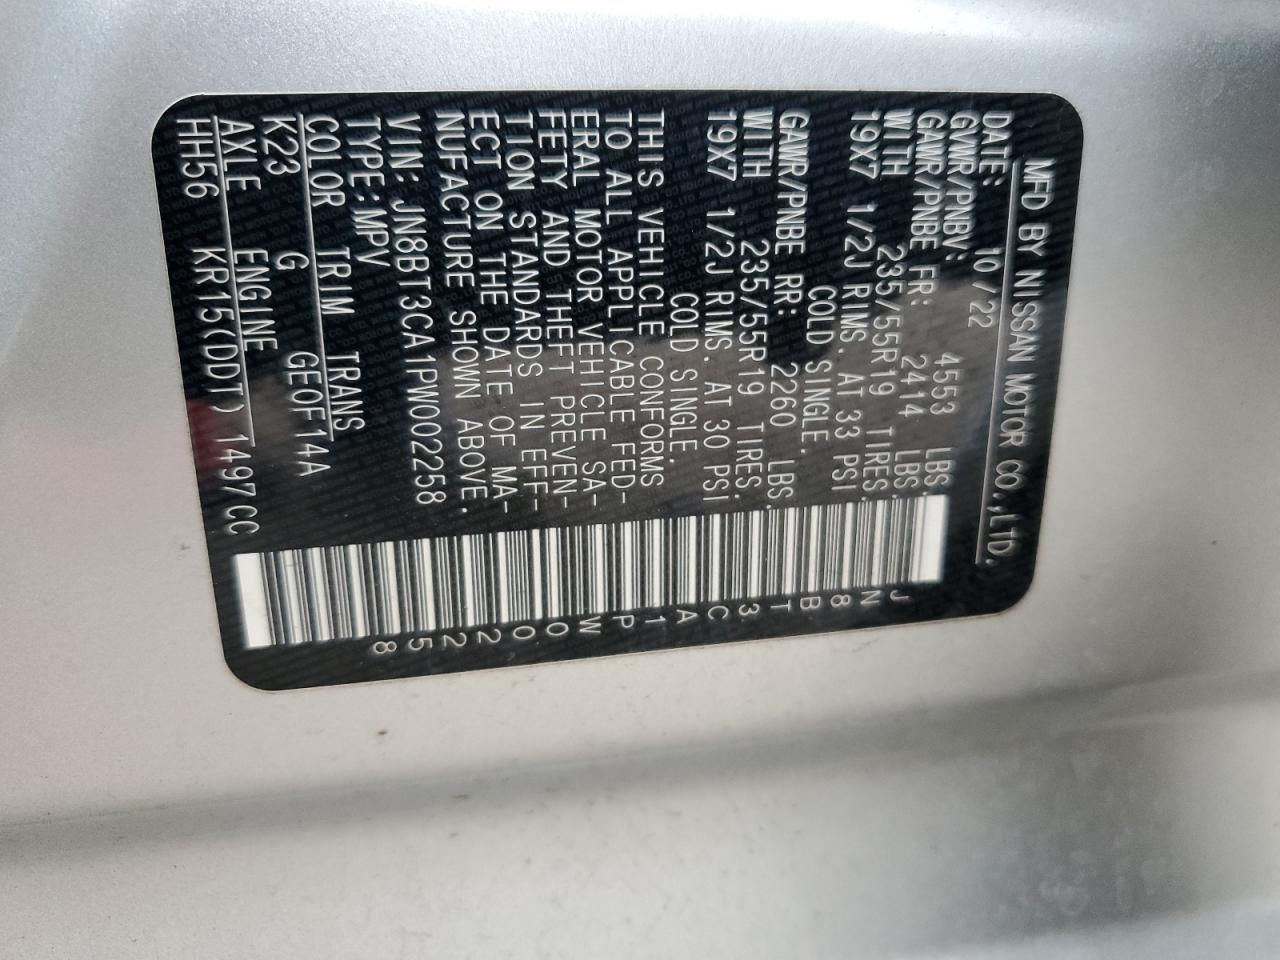 MFD BY NISSAN MOTOR CO.,LTD.
DATE: 10/22
GVWR/PNBV: 4553 LBS
GAWR/PNBE FR: 2414 LBS.
WITH 235/55R19 TIRES.
19X7 1/2J RIMS. AT 33 PSI
COLD SINGLE.
GAWR/PNBE RR: 2260 LBS.
WITH 235/55R19 TIRES.
19X7 1/2J RIMS. AT 30 PSI
COLD SINGLE.
THIS VEHICLE CONFORMS
TO ALL APPLICABLE FED-
ERAL MOTOR VEHICLE SA-
FETY AND THEFT PREVEN-
TION STANDARDS IN EFF-
ECT ON THE DATE OF MA-
NUFACTURE SHOWN ABOVE.
VIN: JN8BT3CA1PW002258
TYPE:MPV
COLOR TRIM TRANS
K23 G GEOF14A
AXLE ENGINE
HH56 KR15(DDT) 1497CC
JN8BT3CA1PW002258